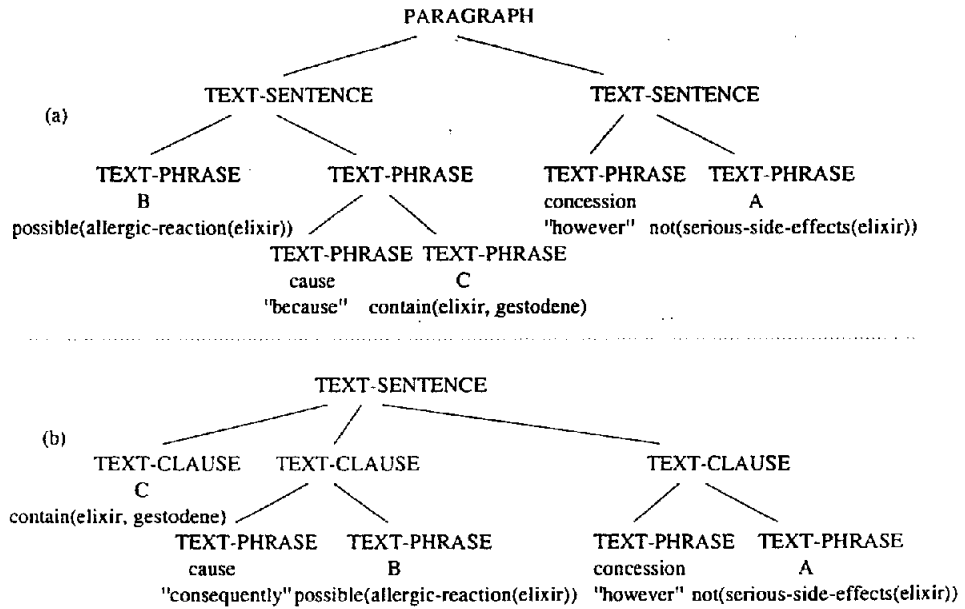 PARAGRAPH
TEXT-SENTENCE TEXT-SENTENCE
(a)
TEXT-PHRASE TEXT-PHRASE TEXT-PHRASE TEXT-PHRASE
B concession A
possible(allergic-reaction(elixir)) "however" not(serious-side-effects(elixir))
TEXT-PHRASE TEXT-PHRASE
cause C
"because" contain(elixir, gestodene)
TEXT-SENTENCE
(b)
TEXT-CLAUSE TEXT-CLAUSE TEXT-CLAUSE
C
contain(elixir, gestodene)
TEXT-PHRASE TEXT-PHRASE TEXT-PHRASE TEXT-PHRASE
cause B concession A
"consequently" possible(allergic-reaction(elixir)) "however" not(serious-side-effects(elixir))